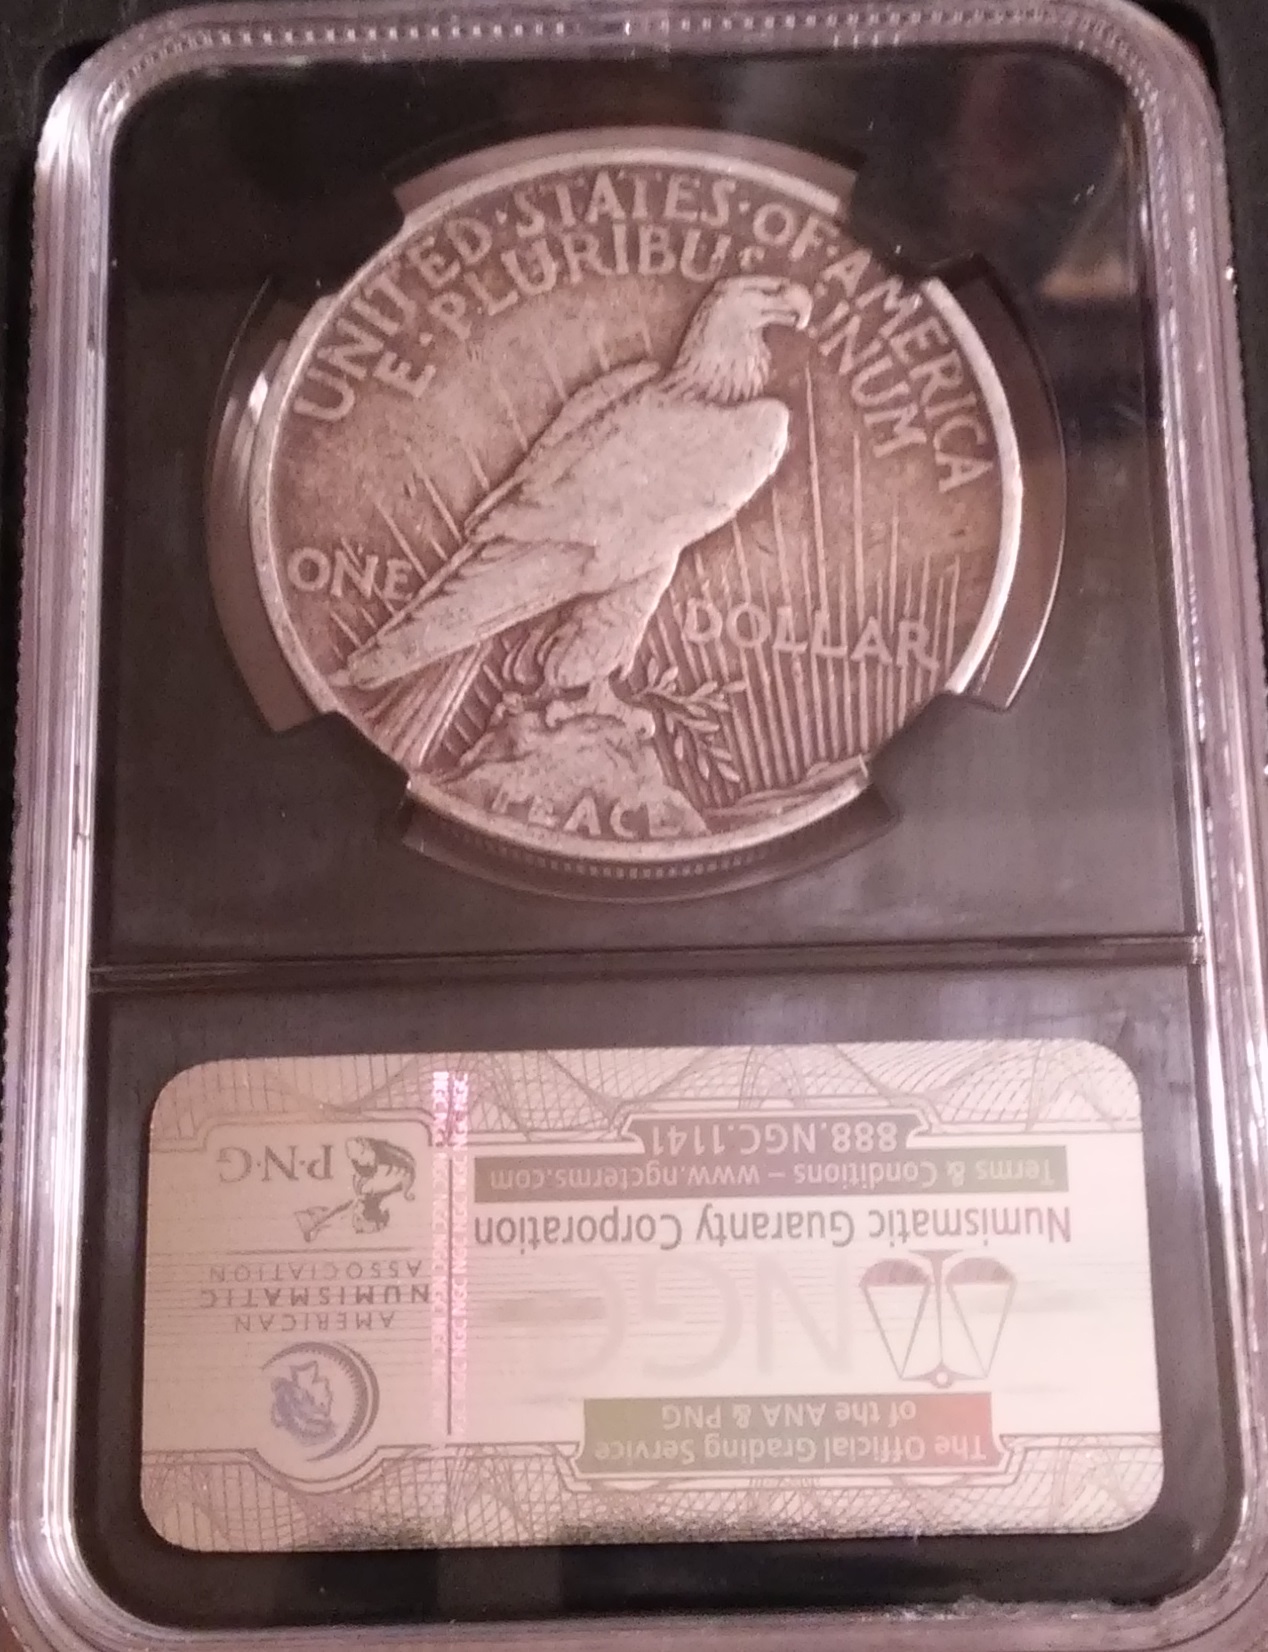 UNITED·STATES·OF·AMERICA
E·PLURIBUS UNUM
ONE DOLLAR
PEACE
The Official Grading Service
of the ANA & PNG
NGC
Numismatic Guaranty Corporation
Terms & Conditions – www.ngcterms.com
888.NGC.1141
AMERICAN
NUMISMATIC
ASSOCIATION
P·N·G